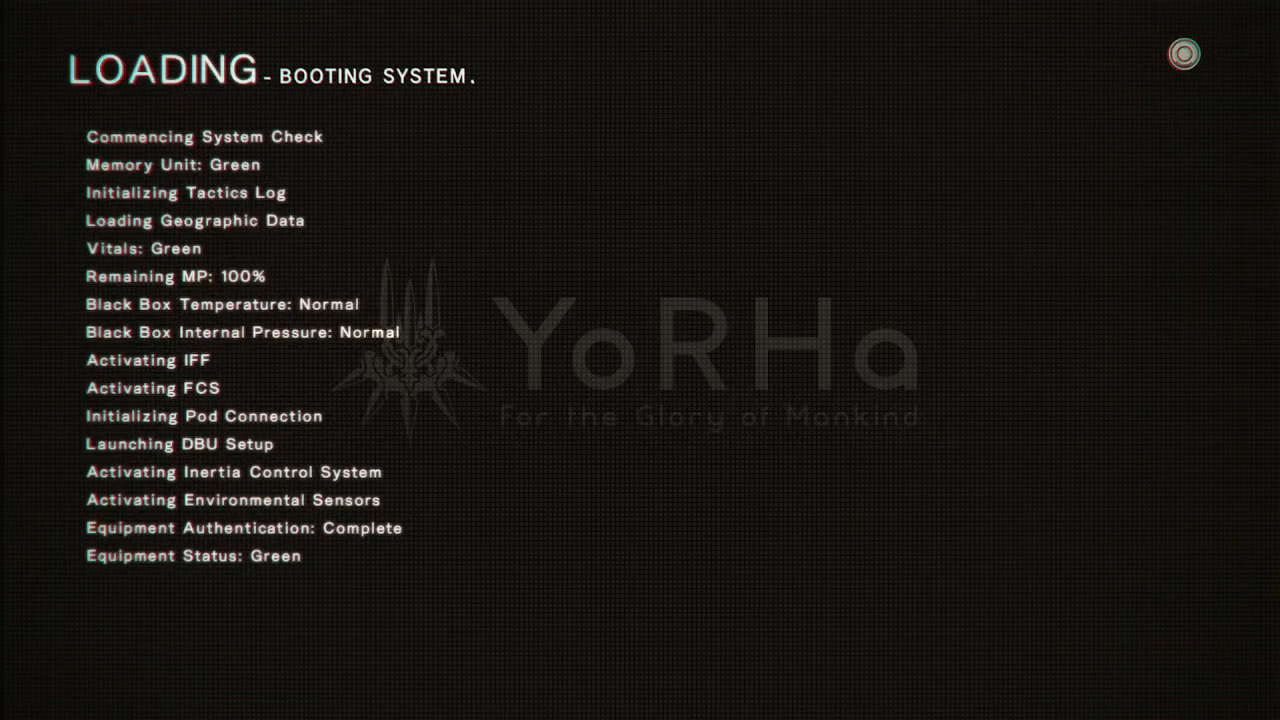 LOADING - BOOTING SYSTEM.
Commencing System Check
Memory Unit: Green
Initializing Tactics Log
Loading Geographic Data
Vitals: Green
Remaining MP: 100%
Black Box Temperature: Normal
Black Box Internal Pressure: Normal
Activating IFF
Activating FCS
Initializing Pod Connection
Launching DBU Setup
Activating Inertia Control System
Activating Environmental Sensors
Equipment Authentication: Complete
Equipment Status: Green
YoRHa
For the Glory of Mankind